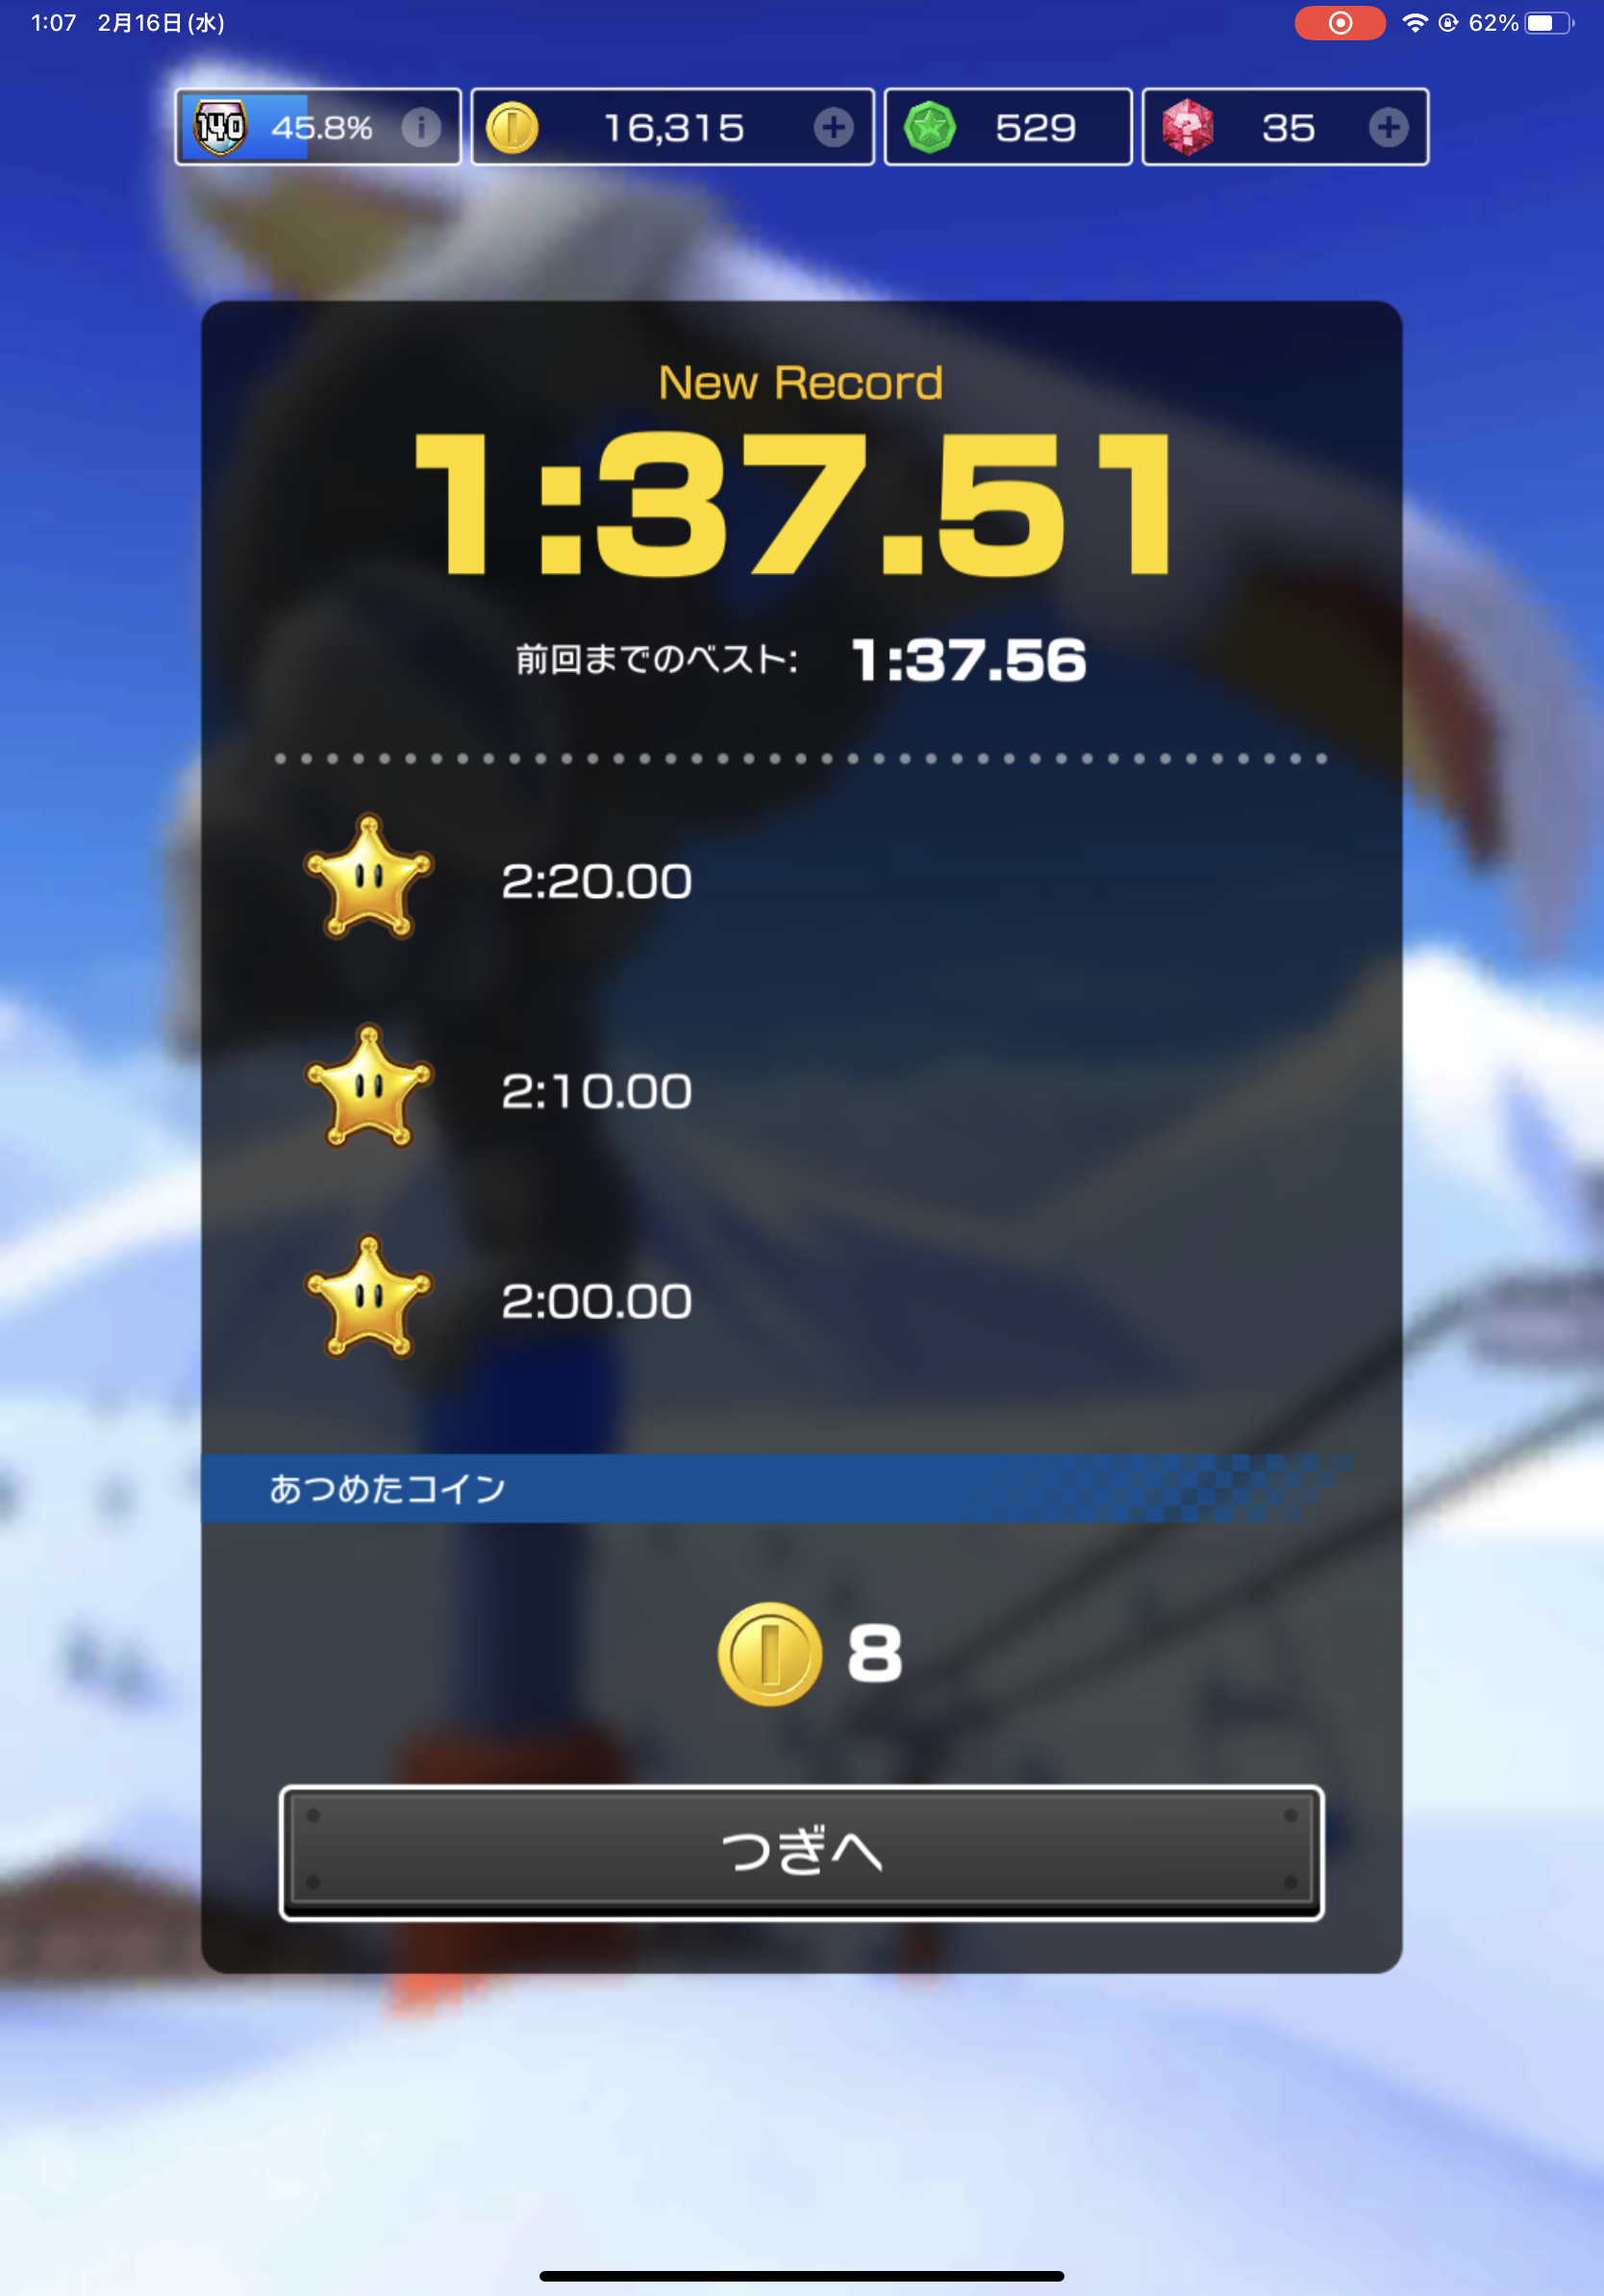 1:07 2月16日(水) 62%
140 45.8% 16,315 529 35
New Record
1:37.51
前回までのベスト: 1:37.56
2:20.00
2:10.00
2:00.00
あつめたコイン
8
つぎへ